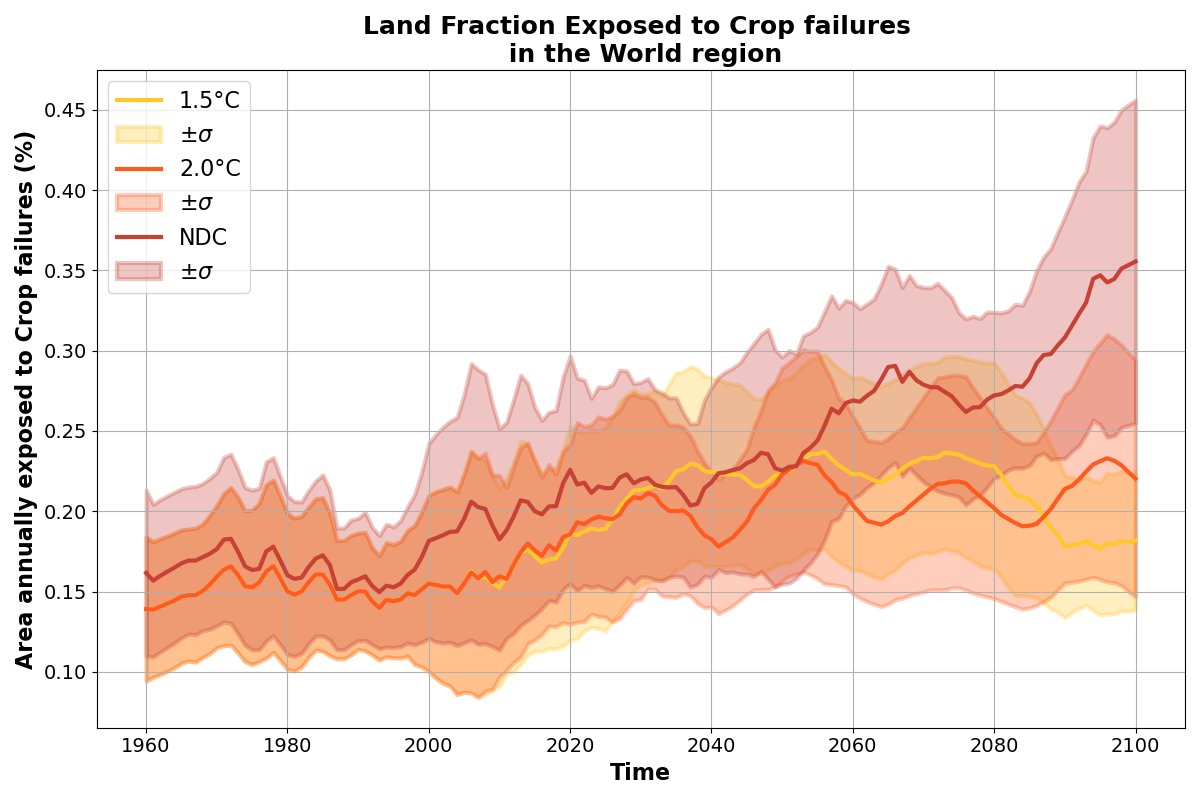 Land Fraction Exposed to Crop failures
in the World region
Area annually exposed to Crop failures (%)
0.45
0.40
0.35
0.30
0.25
0.20
0.15
0.10
1.5°C
±σ
2.0°C
±σ
NDC
±σ
1960
1980
2000
2020
2040
2060
2080
2100
Time